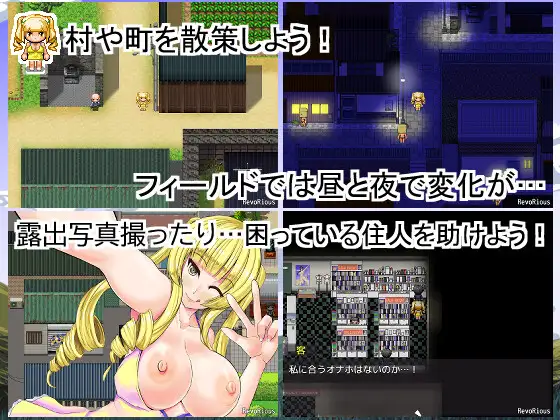 村や町を散策しよう！
RevoRious
RevoRious
フィールドでは昼と夜で変化が…
露出写真撮ったり…困っている住人を助けよう！
客
私に合うオナホはないのか…！
RevoRious
RevoRious